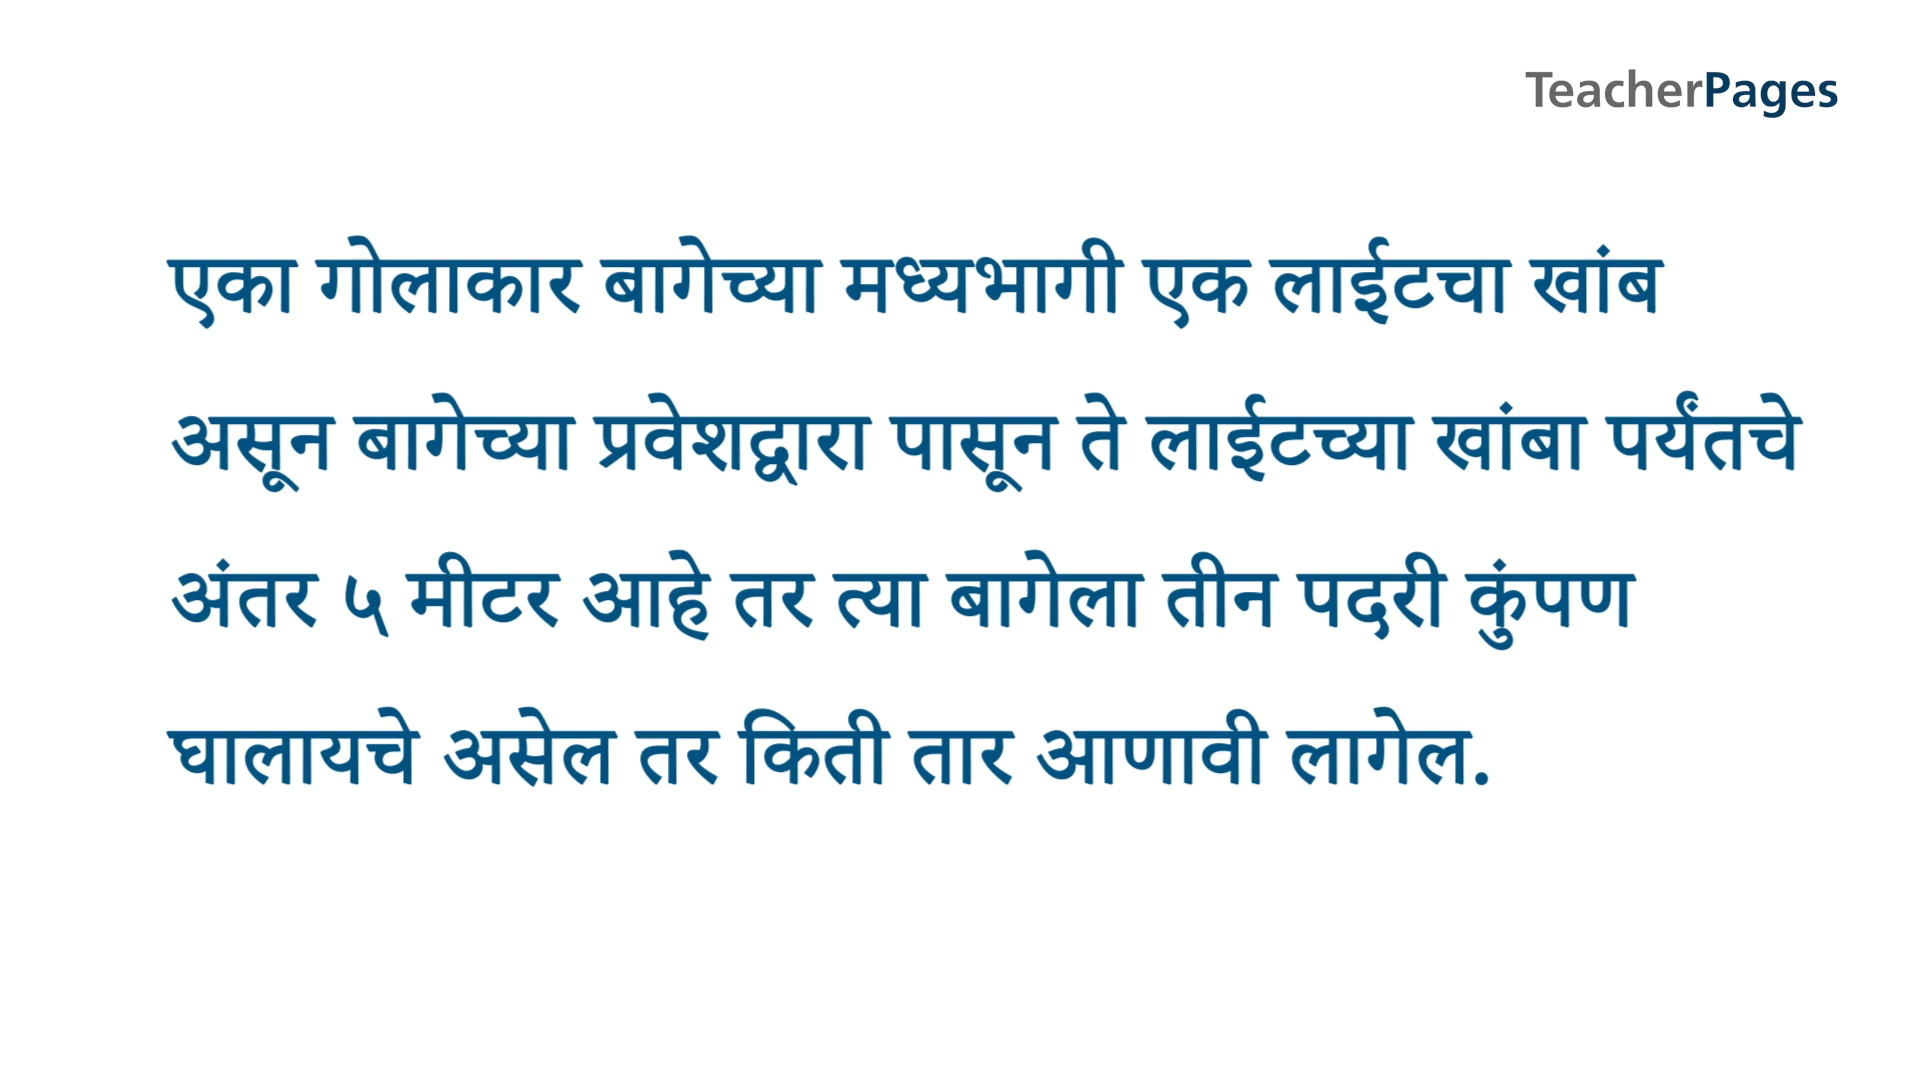 TeacherPages
एका गोलाकार बागेच्या मध्यभागी एक लाईटचा खांब
असून बागेच्या प्रवेशद्वारा पासून ते लाईटच्या खांबा पर्यंतचे
अंतर ५ मीटर आहे तर त्या बागेला तीन पदरी कुंपण
घालायचे असेल तर किती तार आणावी लागेल.